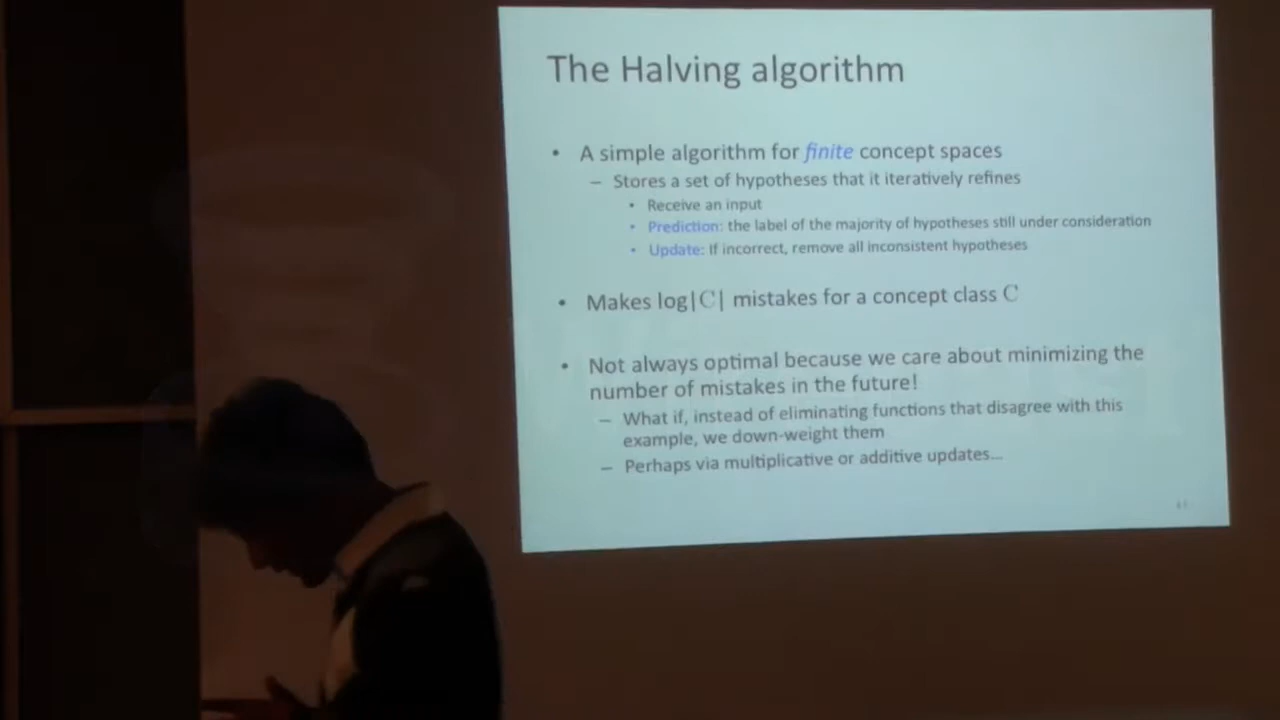 The Halving algorithm
• A simple algorithm for finite concept spaces
– Stores a set of hypotheses that it iteratively refines
• Receive an input
• Prediction: the label of the majority of hypotheses still under consideration
• Update: If incorrect, remove all inconsistent hypotheses
• Makes log|C| mistakes for a concept class C
• Not always optimal because we care about minimizing the
number of mistakes in the future!
– What if, instead of eliminating functions that disagree with this
example, we down-weight them
– Perhaps via multiplicative or additive updates…